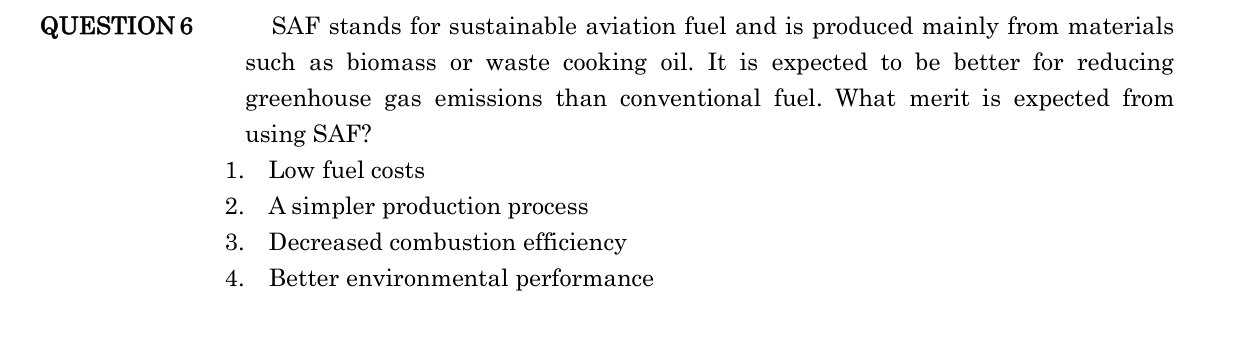 QUESTION 6 SAF stands for sustainable aviation fuel and is produced mainly from materials
such as biomass or waste cooking oil. It is expected to be better for reducing
greenhouse gas emissions than conventional fuel. What merit is expected from
using SAF?
1. Low fuel costs
2. A simpler production process
3. Decreased combustion efficiency
4. Better environmental performance